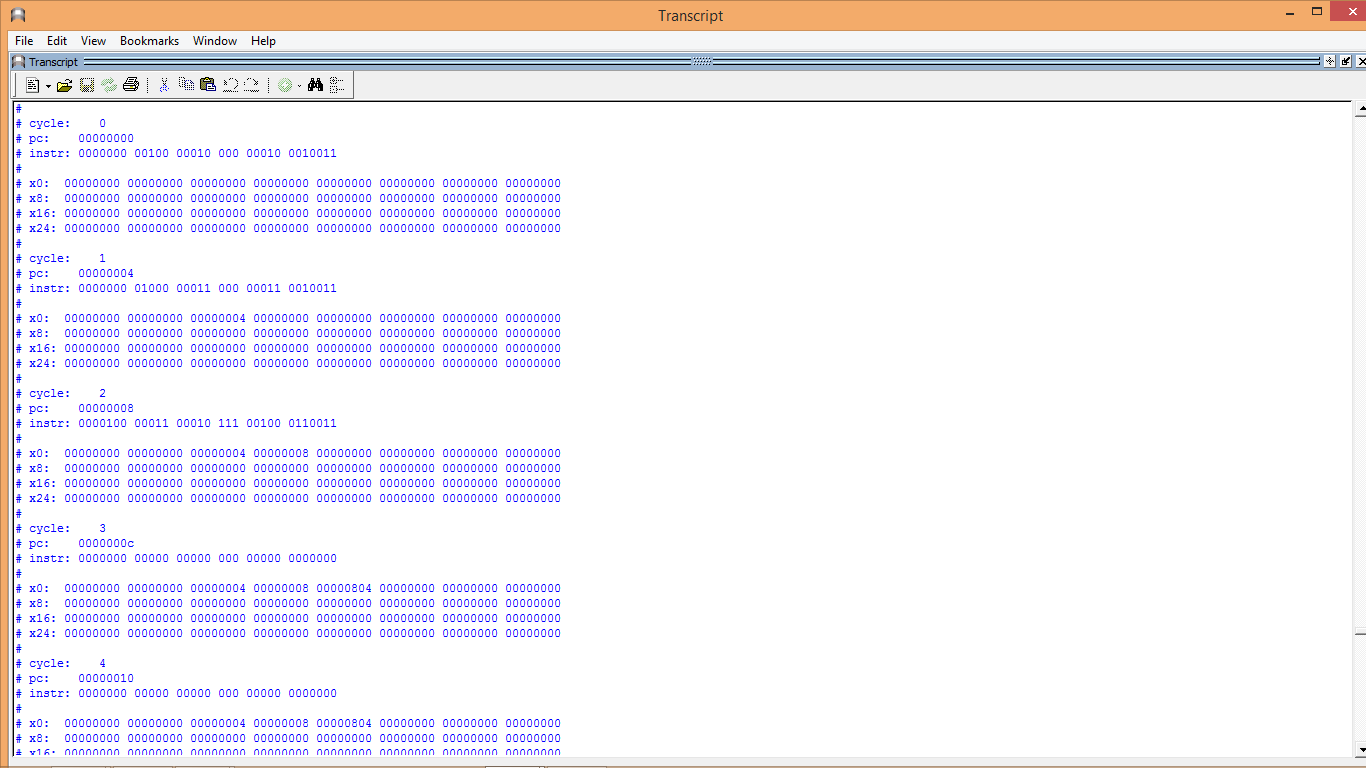 Transcript
File Edit View Bookmarks Window Help
Transcript
#
# cycle:    0
# pc:    00000000
# instr: 0000000 00100 00010 000 00010 0010011
#
# x0:  00000000 00000000 00000000 00000000 00000000 00000000 00000000 00000000
# x8:  00000000 00000000 00000000 00000000 00000000 00000000 00000000 00000000
# x16: 00000000 00000000 00000000 00000000 00000000 00000000 00000000 00000000
# x24: 00000000 00000000 00000000 00000000 00000000 00000000 00000000 00000000
#
# cycle:    1
# pc:    00000004
# instr: 0000000 01000 00011 000 00011 0010011
#
# x0:  00000000 00000000 00000004 00000000 00000000 00000000 00000000 00000000
# x8:  00000000 00000000 00000000 00000000 00000000 00000000 00000000 00000000
# x16: 00000000 00000000 00000000 00000000 00000000 00000000 00000000 00000000
# x24: 00000000 00000000 00000000 00000000 00000000 00000000 00000000 00000000
#
# cycle:    2
# pc:    00000008
# instr: 0000100 00011 00010 111 00100 0110011
#
# x0:  00000000 00000000 00000004 00000008 00000000 00000000 00000000 00000000
# x8:  00000000 00000000 00000000 00000000 00000000 00000000 00000000 00000000
# x16: 00000000 00000000 00000000 00000000 00000000 00000000 00000000 00000000
# x24: 00000000 00000000 00000000 00000000 00000000 00000000 00000000 00000000
#
# cycle:    3
# pc:    0000000c
# instr: 0000000 00000 00000 000 00000 0000000
#
# x0:  00000000 00000000 00000004 00000008 00000804 00000000 00000000 00000000
# x8:  00000000 00000000 00000000 00000000 00000000 00000000 00000000 00000000
# x16: 00000000 00000000 00000000 00000000 00000000 00000000 00000000 00000000
# x24: 00000000 00000000 00000000 00000000 00000000 00000000 00000000 00000000
#
# cycle:    4
# pc:    00000010
# instr: 0000000 00000 00000 000 00000 0000000
#
# x0:  00000000 00000000 00000004 00000008 00000804 00000000 00000000 00000000
# x8:  00000000 00000000 00000000 00000000 00000000 00000000 00000000 00000000
# x16: 00000000 00000000 00000000 00000000 00000000 00000000 00000000 00000000